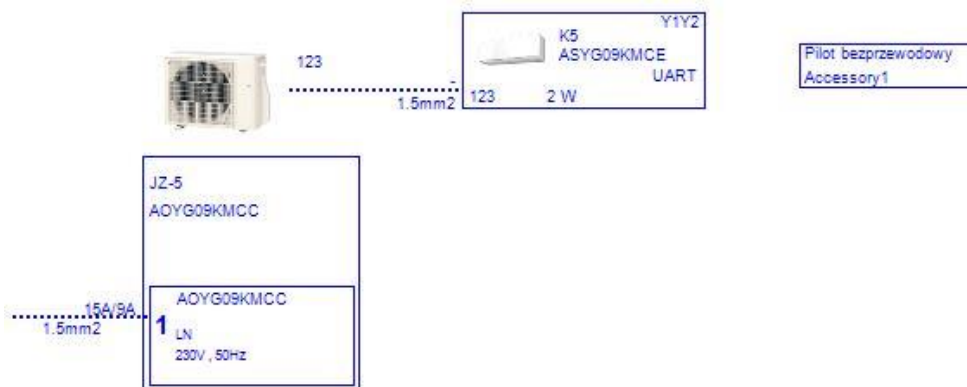 Y1Y2
K5
ASYG09KMCE
UART
123
-
1.5mm2
123 2 W
Pilot bezprzewodowy
Accessory1
JZ-5
AOYG09KMCC
15A/9A
1.5mm2
AOYG09KMCC
1
LN
230V , 50Hz